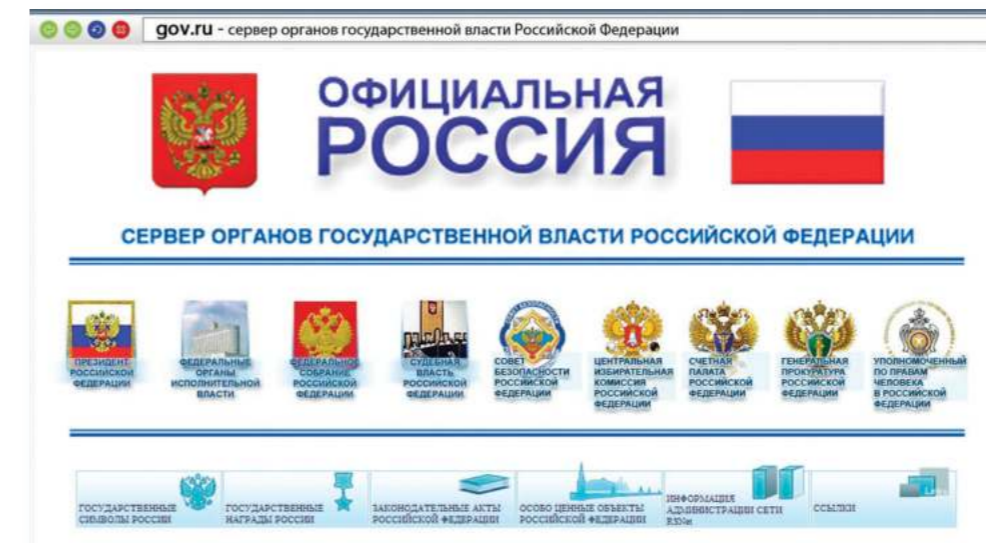 gov.ru - сервер органов государственной власти Российской Федерации
ОФИЦИАЛЬНАЯ
РОССИЯ
СЕРВЕР ОРГАНОВ ГОСУДАРСТВЕННОЙ ВЛАСТИ РОССИЙСКОЙ ФЕДЕРАЦИИ
ПРЕЗИДЕНТ
РОССИЙСКОЙ
ФЕДЕРАЦИИ
ФЕДЕРАЛЬНЫЕ
ОРГАНЫ
ИСПОЛНИТЕЛЬНОЙ
ВЛАСТИ
ФЕДЕРАЛЬНОЕ
СОБРАНИЕ
РОССИЙСКОЙ
ФЕДЕРАЦИИ
СУДЕБНАЯ
ВЛАСТЬ
РОССИЙСКОЙ
ФЕДЕРАЦИИ
СОВЕТ
БЕЗОПАСНОСТИ
РОССИЙСКОЙ
ФЕДЕРАЦИИ
ЦЕНТРАЛЬНАЯ
ИЗБИРАТЕЛЬНАЯ
КОМИССИЯ
РОССИЙСКОЙ
ФЕДЕРАЦИИ
СЧЕТНАЯ
ПАЛАТА
РОССИЙСКОЙ
ФЕДЕРАЦИИ
ГЕНЕРАЛЬНАЯ
ПРОКУРАТУРА
РОССИЙСКОЙ
ФЕДЕРАЦИИ
УПОЛНОМОЧЕННЫЙ
ПО ПРАВАМ
ЧЕЛОВЕКА
В РОССИЙСКОЙ
ФЕДЕРАЦИИ
ГОСУДАРСТВЕННЫЕ
СИМВОЛЫ РОССИИ
ГОСУДАРСТВЕННЫЕ
НАГРАДЫ РОССИИ
ЗАКОНОДАТЕЛЬНЫЕ АКТЫ
РОССИЙСКОЙ ФЕДЕРАЦИИ
ОСОБО ЦЕННЫЕ ОБЪЕКТЫ
РОССИЙСКОЙ ФЕДЕРАЦИИ
ИНФОРМАЦИЯ
АДМИНИСТРАЦИИ СЕТИ
RSNet
ССЫЛКИ